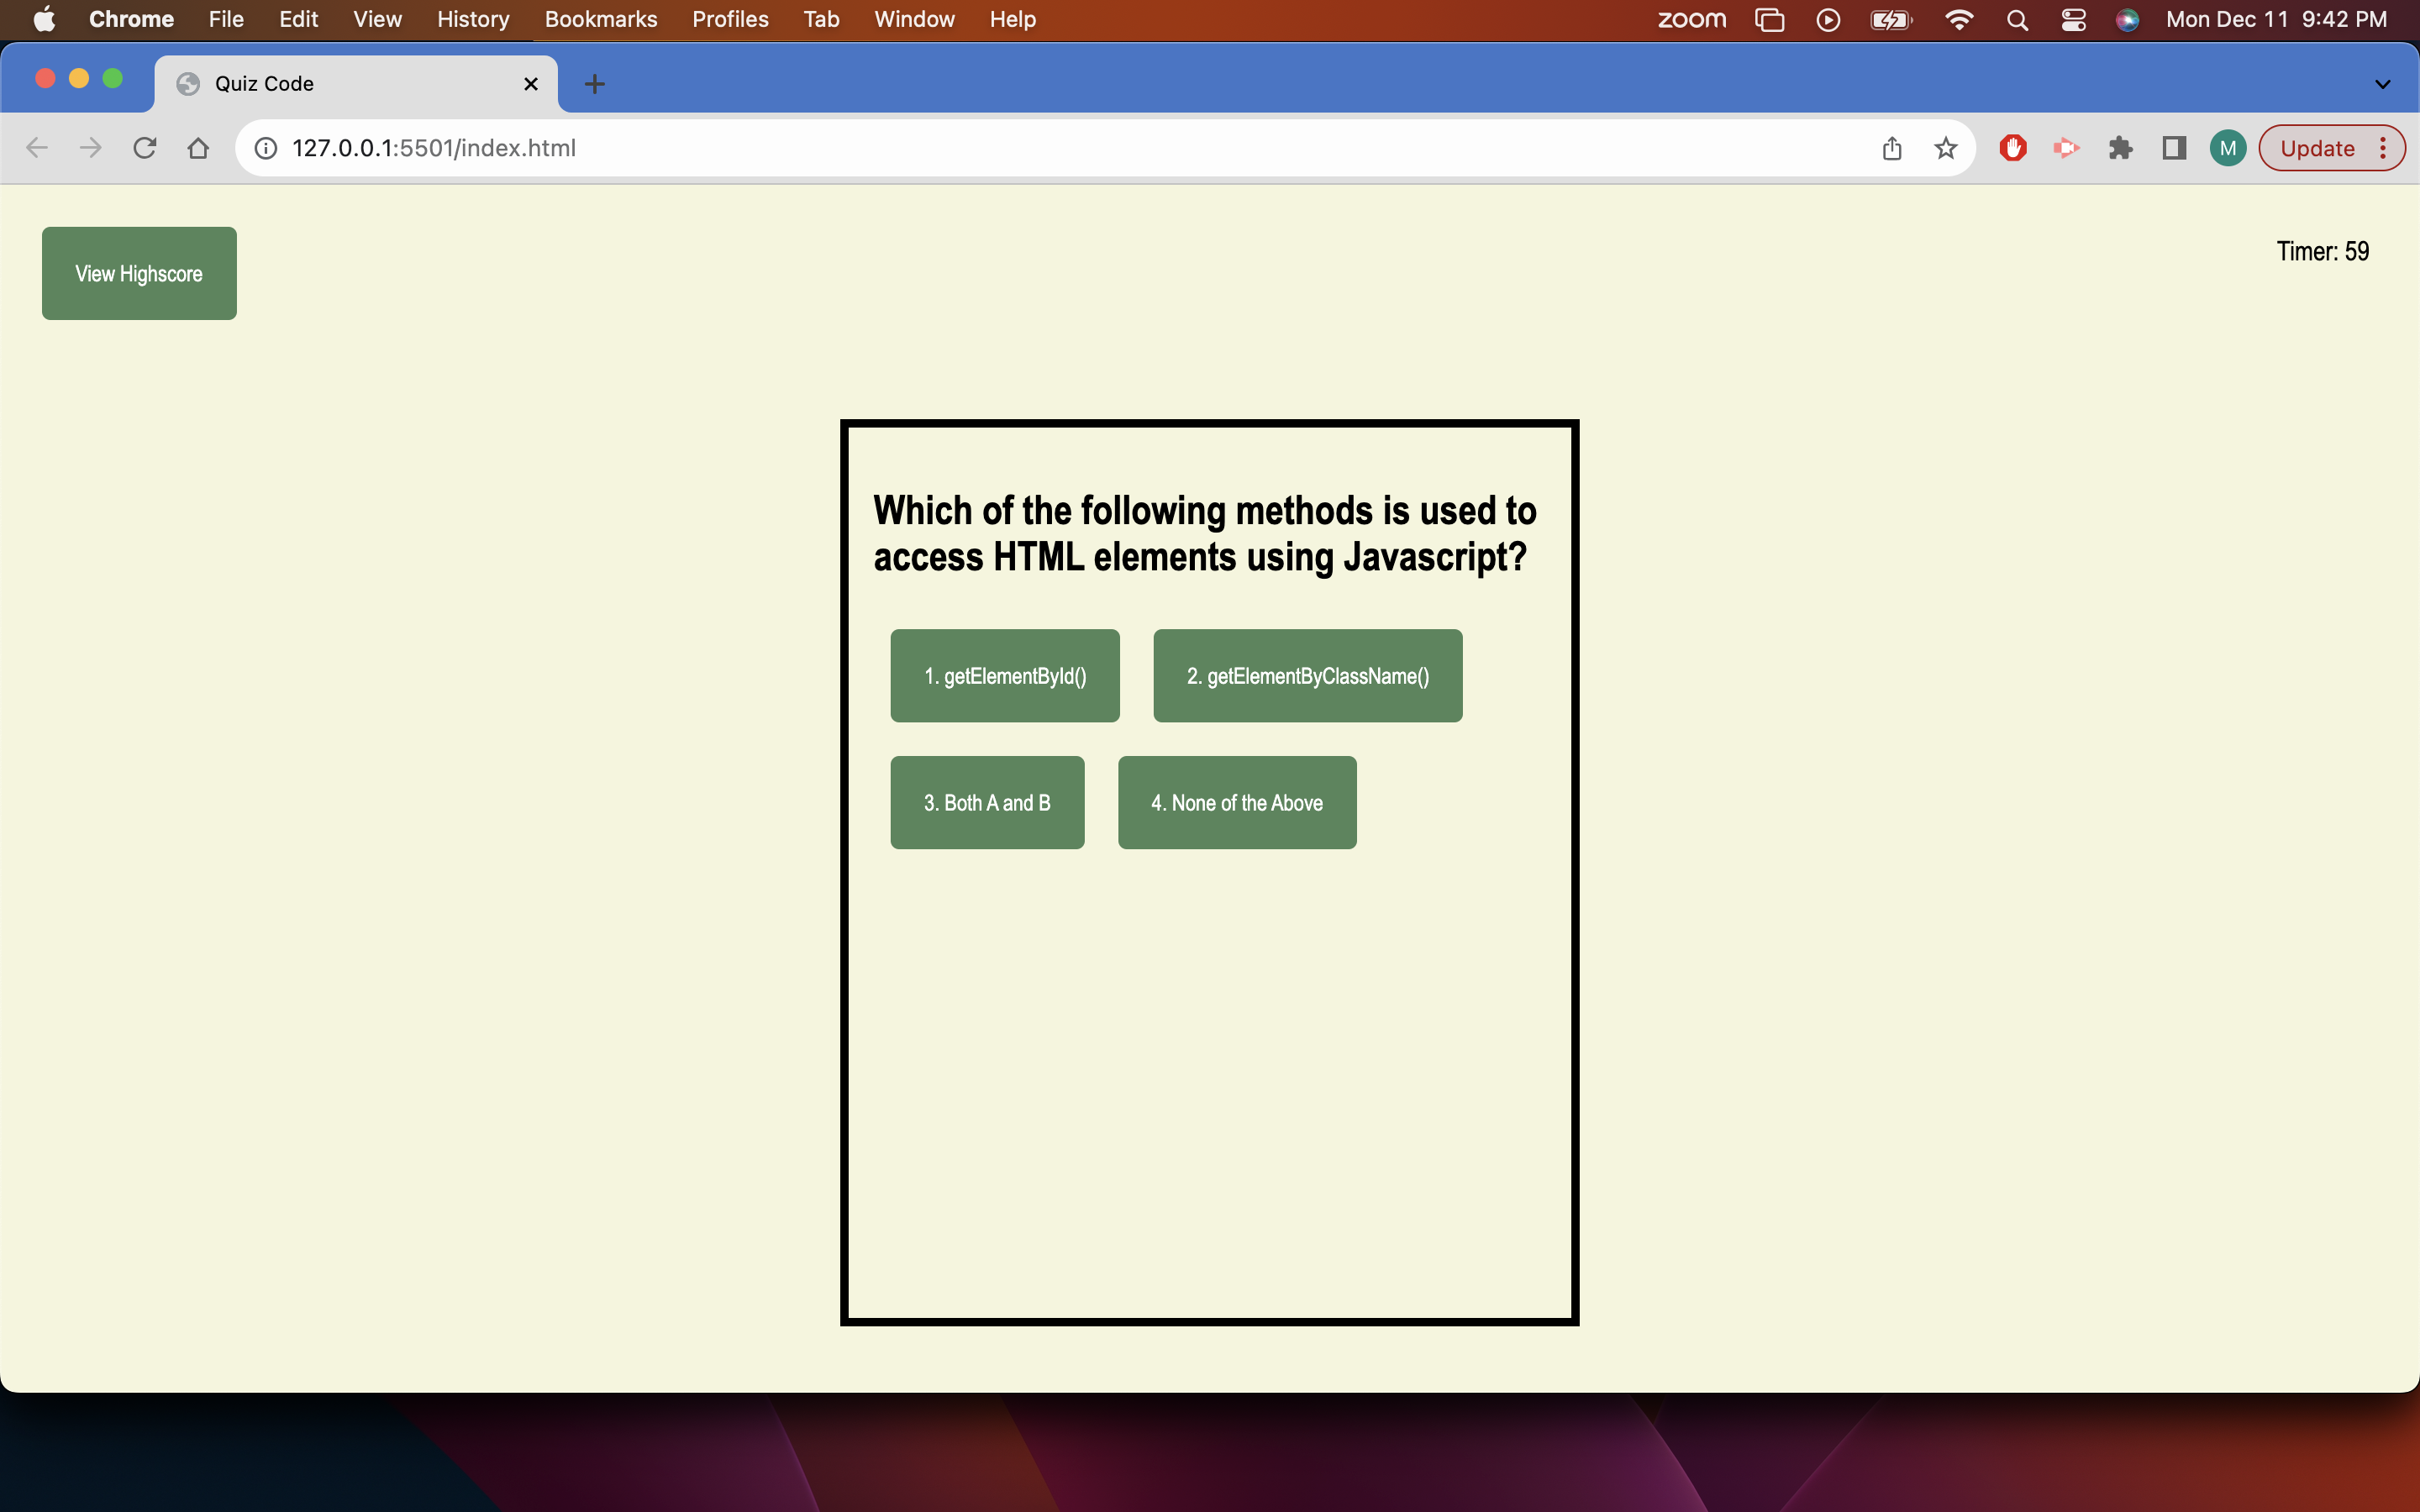 Chrome File Edit View History Bookmarks Profiles Tab Window Help zoom Mon Dec 11 9:42 PM
Quiz Code
127.0.0.1:5501/index.html M Update
View Highscore
Timer: 59
Which of the following methods is used to
access HTML elements using Javascript?
1. getElementById() 2. getElementByClassName()
3. Both A and B 4. None of the Above